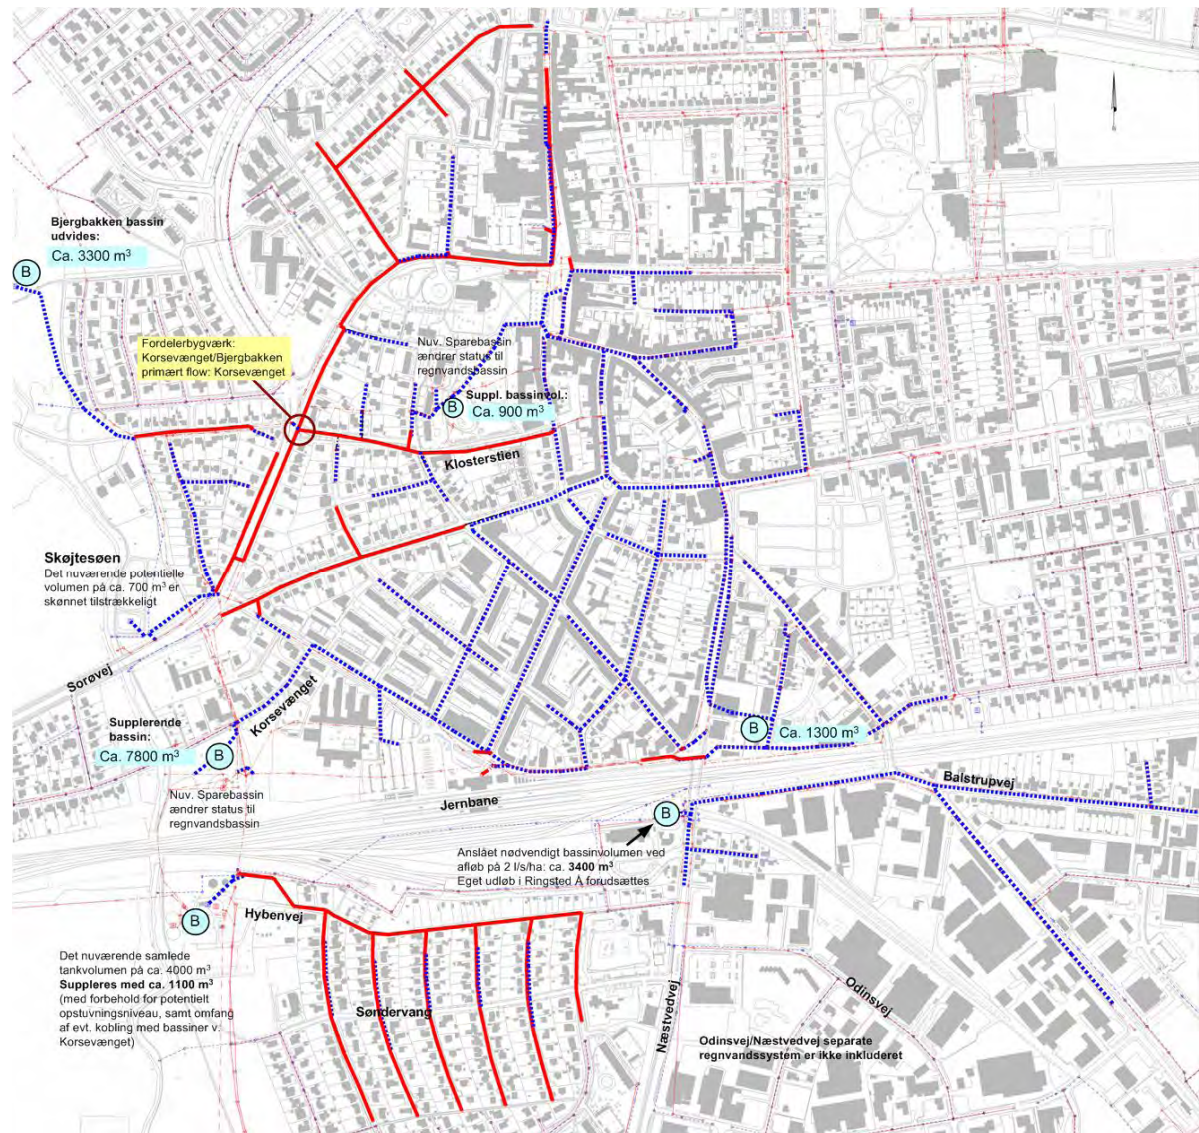 Bjergbakken bassin
udvides:
Ca. 3300 m³
B
Fordelerbygværk:
Korsevænget/Bjergbakken
primært flow: Korsevænget
Nuv. Sparebassin
ændrer status til
regnvandsbassin
B
Suppl. bassinvol.:
Ca. 900 m³
Klosterstien
Skøjtesøen
Det nuværende potentielle
volumen på ca. 700 m³ er
skønnet tilstrækkeligt
Sorøvej
Korsevænget
Supplerende
bassin:
Ca. 7800 m³
B
Nuv. Sparebassin
ændrer status til
regnvandsbassin
B
Ca. 1300 m³
Jernbane
Balstrupvej
B
Anslået nødvendigt bassinvolumen ved
afløb på 2 l/s/ha: ca. 3400 m³
Eget udløb i Ringsted Å forudsættes
B
Hybenvej
Det nuværende samlede
tankvolumen på ca. 4000 m³
Suppleres med ca. 1100 m³
(med forbehold for potentielt
opstuvningsniveau, samt omfang
af evt. kobling med bassiner v.
Korsevænget)
Søndervang
Næstvedvej
Odinsvej
Odinsvej/Næstvedvej separate
regnvandssystem er ikke inkluderet